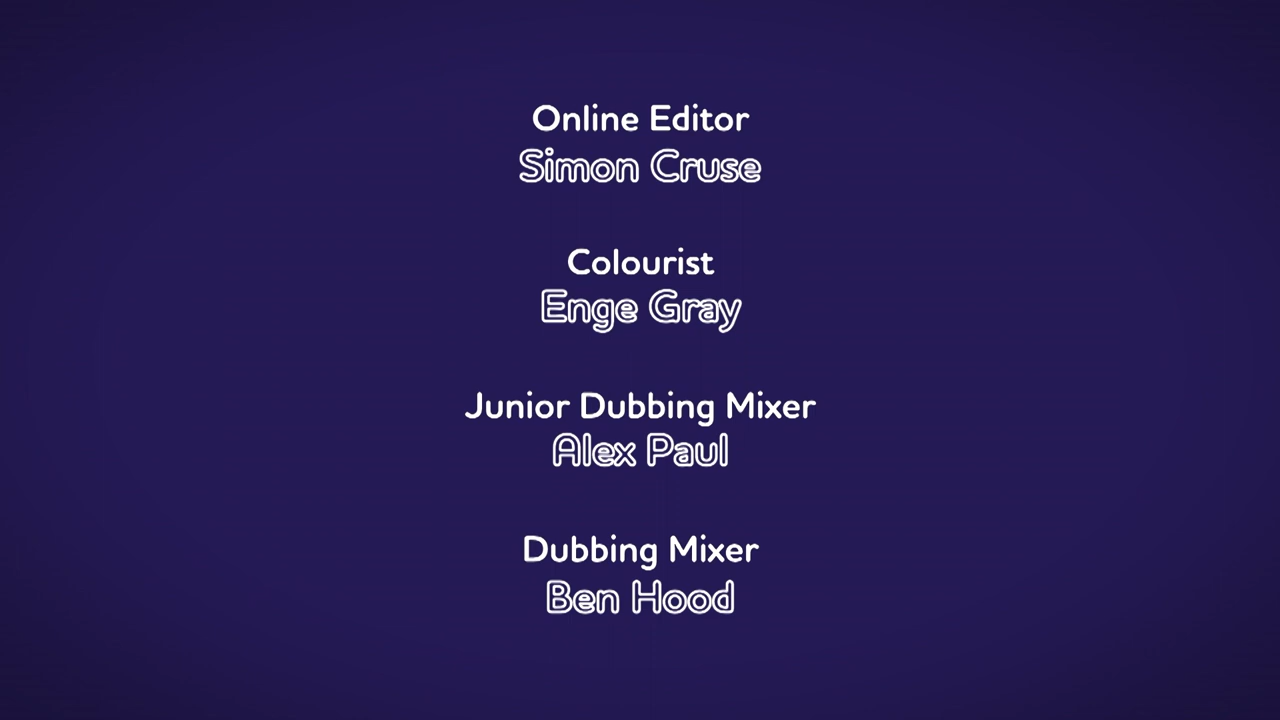 Online Editor
Simon Cruse
Colourist
Enge Gray
Junior Dubbing Mixer
Alex Paul
Dubbing Mixer
Ben Hood